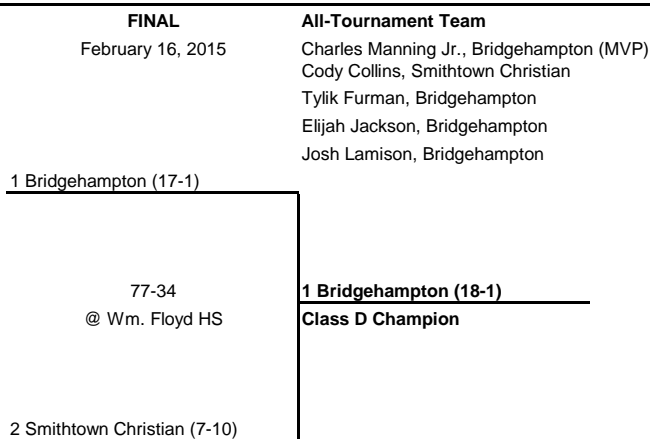 FINAL
February 16, 2015
All-Tournament Team
Charles Manning Jr., Bridgehampton (MVP)
Cody Collins, Smithtown Christian
Tylik Furman, Bridgehampton
Elijah Jackson, Bridgehampton
Josh Lamison, Bridgehampton
1 Bridgehampton (17-1)
77-34
@ Wm. Floyd HS
1 Bridgehampton (18-1)
Class D Champion
2 Smithtown Christian (7-10)